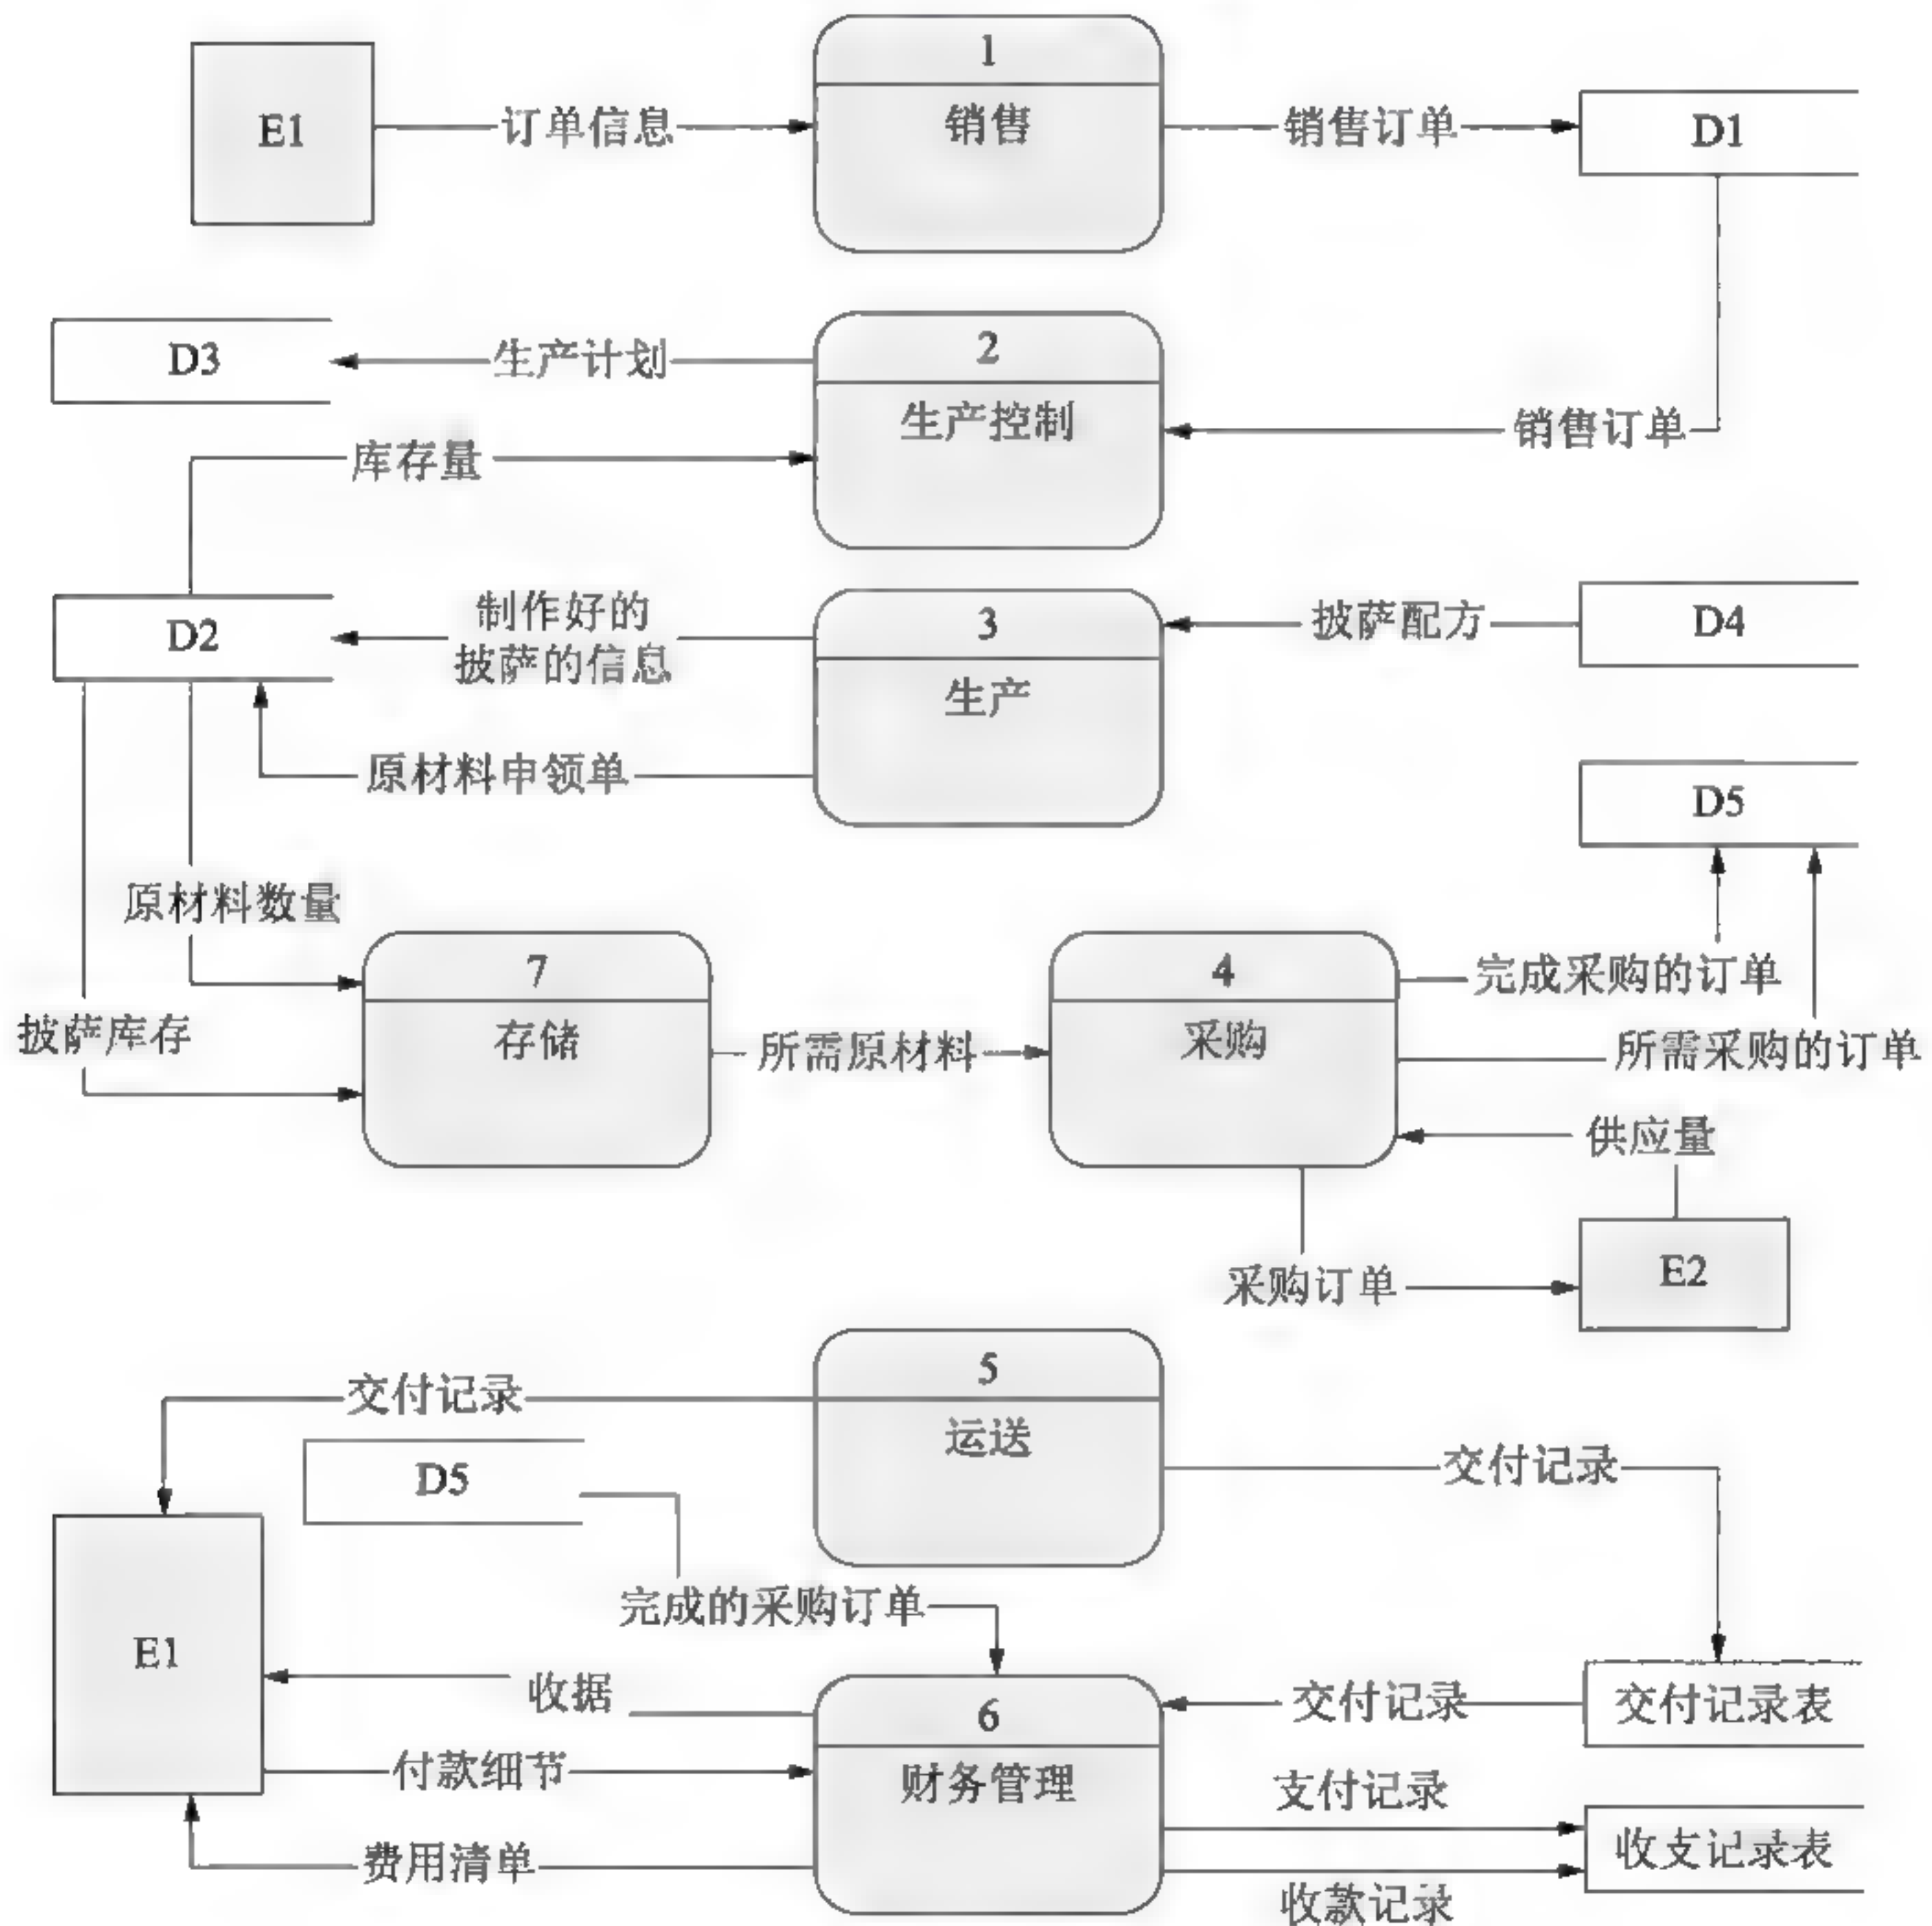 1
E1
订单信息
销售
销售订单
D1
2
D3
生产计划
生产控制
销售订单
库存量
3
D2
制作好的
披萨的信息
披萨配方
D4
生产
原材料申领单
D5
原材料数量
7
4
完成采购的订单
披萨库存
存储
所需原材料
采购
所需采购的订单
供应量
采购订单
E2
5
交付记录
运送
交付记录
D5
完成的采购订单
E1
收据
6
交付记录
交付记录表
付款细节
财务管理
支付记录
费用清单
收支记录表
收款记录